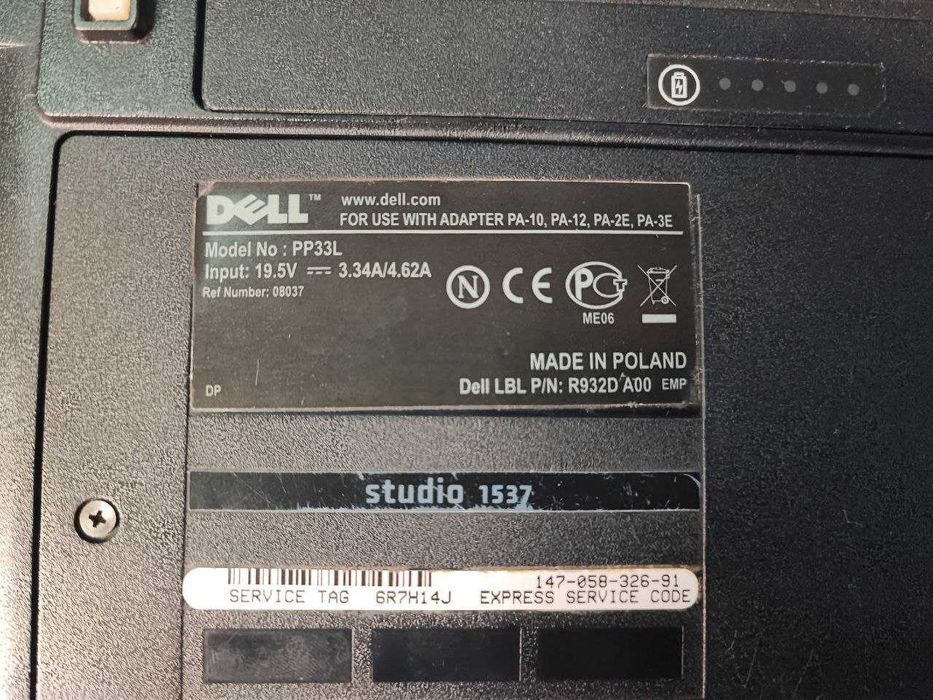 DELL™ www.dell.com
FOR USE WITH ADAPTER PA-10, PA-12, PA-2E, PA-3E
Model No : PP33L
Input: 19.5V ⎓ 3.34A/4.62A
Ref Number: 08037
N CE PCT
ME06
MADE IN POLAND
DP Dell LBL P/N: R932D A00 EMP
studio 1537
147-058-326-91
SERVICE TAG 6R7H14J EXPRESS SERVICE CODE